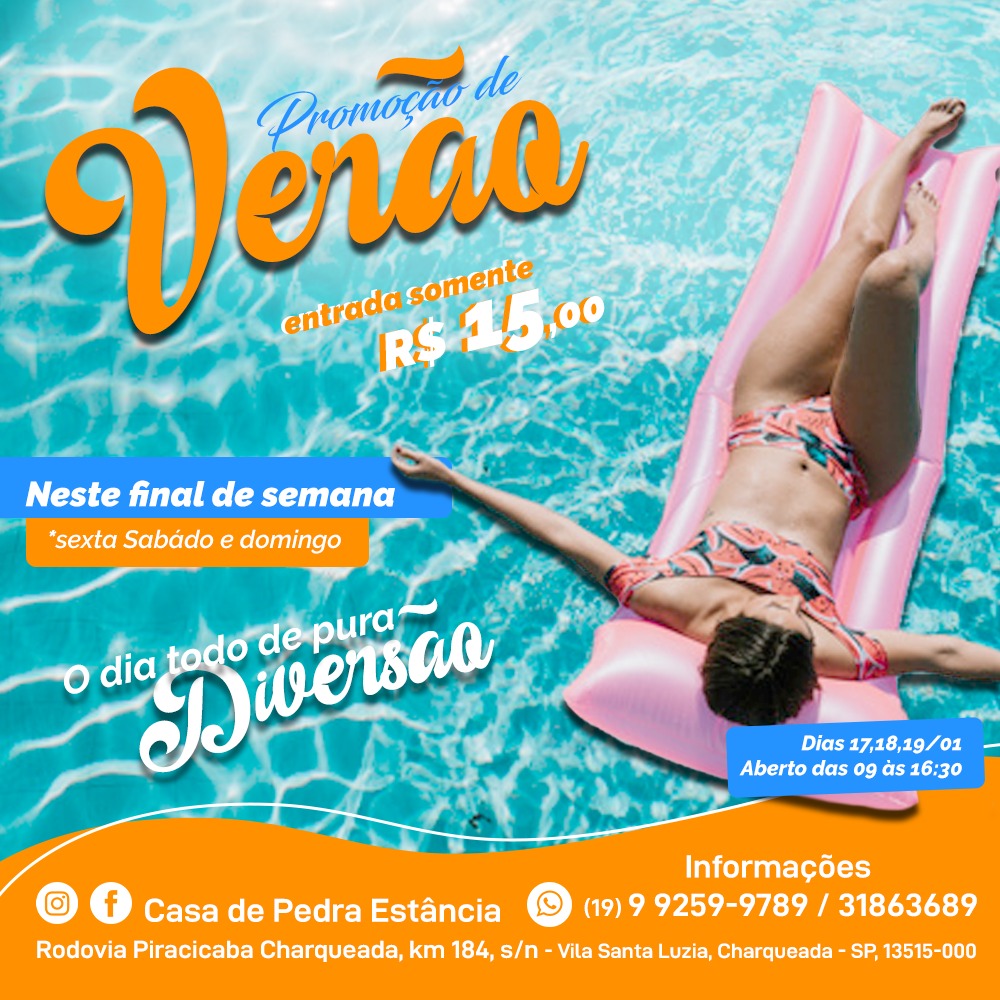 Promoção de
Verão
entrada somente
R$ 15,00
Neste final de semana
*sexta Sabádo e domingo
O dia todo de pura
Diversão
Dias 17,18,19/01
Aberto das 09 às 16:30
Informações
Casa de Pedra Estância
(19) 9 9259-9789 / 31863689
Rodovia Piracicaba Charqueada, km 184, s/n - Vila Santa Luzia, Charqueada - SP, 13515-000